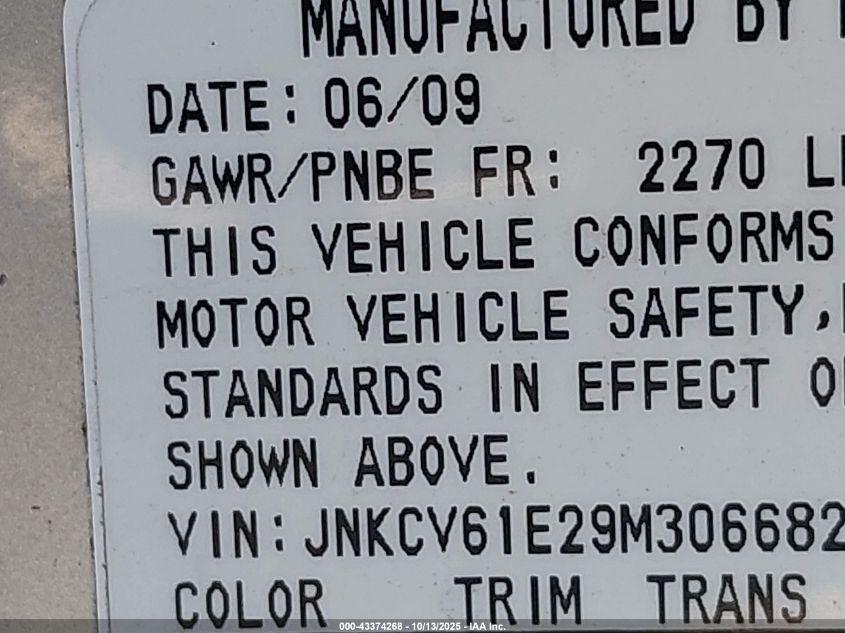 MANUFACTURED BY
DATE: 06/09
GAWR/PNBE FR: 2270 L
THIS VEHICLE CONFORMS
MOTOR VEHICLE SAFETY,
STANDARDS IN EFFECT O
SHOWN ABOVE.
VIN: JNKCV61E29M306682
COLOR TRIM TRANS
000-43374268 - 10/13/2025 - IAA Inc.